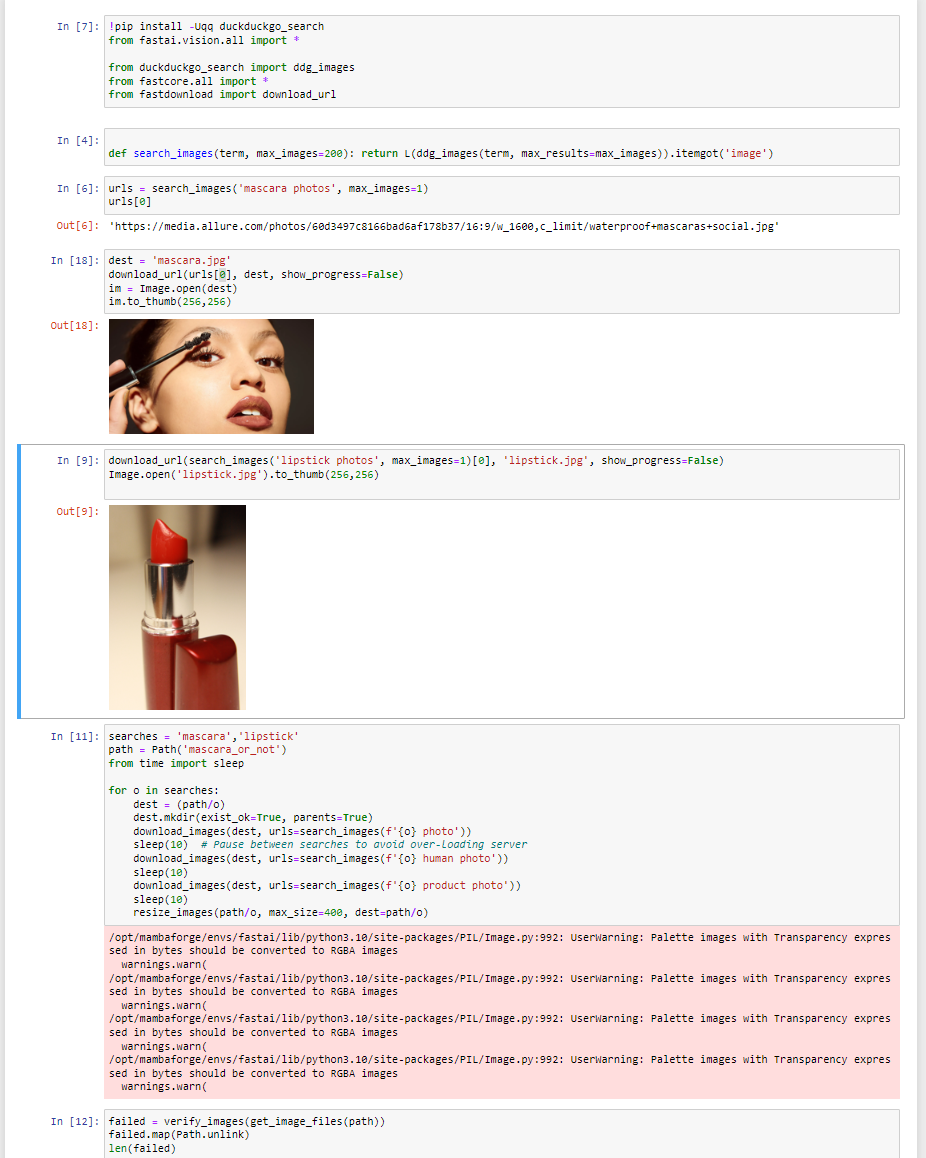 In [7]: !pip install -Uqq duckduckgo_search
from fastai.vision.all import *
from duckduckgo_search import ddg_images
from fastcore.all import *
from fastdownload import download_url
In [4]:
def search_images(term, max_images=200): return L(ddg_images(term, max_results=max_images)).itemgot('image')
In [6]: urls = search_images('mascara photos', max_images=1)
urls[0]
Out[6]: 'https://media.allure.com/photos/60d3497c8166bad6af178b37/16:9/w_1600,c_limit/waterproof+mascaras+social.jpg'
In [18]: dest = 'mascara.jpg'
download_url(urls[0], dest, show_progress=False)
im = Image.open(dest)
im.to_thumb(256,256)
Out[18]:
In [9]: download_url(search_images('lipstick photos', max_images=1)[0], 'lipstick.jpg', show_progress=False)
Image.open('lipstick.jpg').to_thumb(256,256)
Out[9]:
In [11]: searches = 'mascara','lipstick'
path = Path('mascara_or_not')
from time import sleep
for o in searches:
    dest = (path/o)
    dest.mkdir(exist_ok=True, parents=True)
    download_images(dest, urls=search_images(f'{o} photo'))
    sleep(10)  # Pause between searches to avoid over-loading server
    download_images(dest, urls=search_images(f'{o} human photo'))
    sleep(10)
    download_images(dest, urls=search_images(f'{o} product photo'))
    sleep(10)
    resize_images(path/o, max_size=400, dest=path/o)
/opt/mambaforge/envs/fastai/lib/python3.10/site-packages/PIL/Image.py:992: UserWarning: Palette images with Transparency expres
sed in bytes should be converted to RGBA images
  warnings.warn(
/opt/mambaforge/envs/fastai/lib/python3.10/site-packages/PIL/Image.py:992: UserWarning: Palette images with Transparency expres
sed in bytes should be converted to RGBA images
  warnings.warn(
/opt/mambaforge/envs/fastai/lib/python3.10/site-packages/PIL/Image.py:992: UserWarning: Palette images with Transparency expres
sed in bytes should be converted to RGBA images
  warnings.warn(
/opt/mambaforge/envs/fastai/lib/python3.10/site-packages/PIL/Image.py:992: UserWarning: Palette images with Transparency expres
sed in bytes should be converted to RGBA images
  warnings.warn(
In [12]: failed = verify_images(get_image_files(path))
failed.map(Path.unlink)
len(failed)